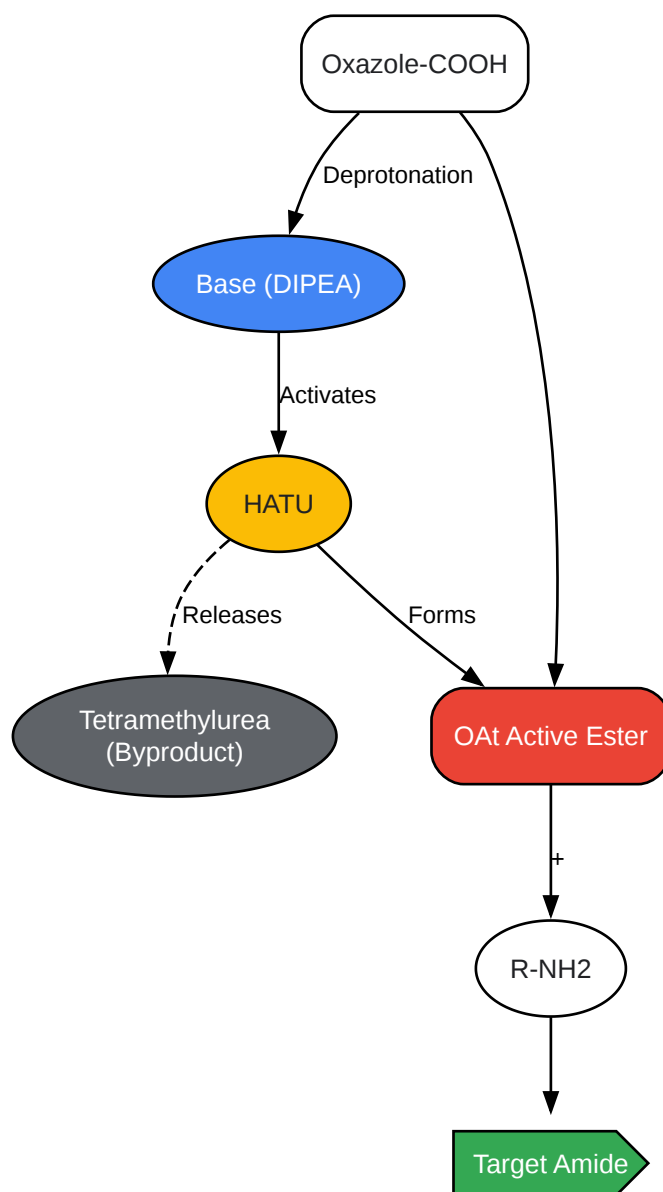 Oxazole-COOH
Deprotonation
Base (DIPEA)
Activates
HATU
Releases
Forms
Tetramethylurea
(Byproduct)
OAt Active Ester
+
R-NH2
Target Amide